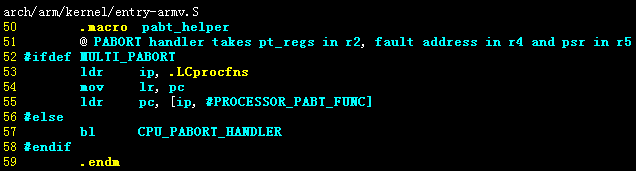 arch/arm/kernel/entry-armv.S
50 .macro pabt_helper
51 @ PABORT handler takes pt_regs in r2, fault address in r4 and psr in r5
52 #ifdef MULTI_PABORT
53 ldr ip, .LCprocfns
54 mov lr, pc
55 ldr pc, [ip, #PROCESSOR_PABT_FUNC]
56 #else
57 bl CPU_PABORT_HANDLER
58 #endif
59 .endm